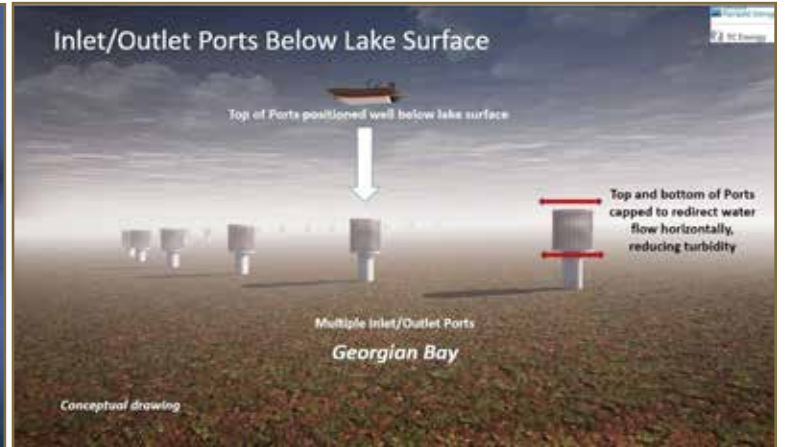 Inlet/Outlet Ports Below Lake Surface
TC Energy
Top of Ports positioned well below lake surface
Top and bottom of Ports
capped to redirect water
flow horizontally,
reducing turbidity
Multiple Inlet/Outlet Ports
Georgian Bay
Conceptual drawing